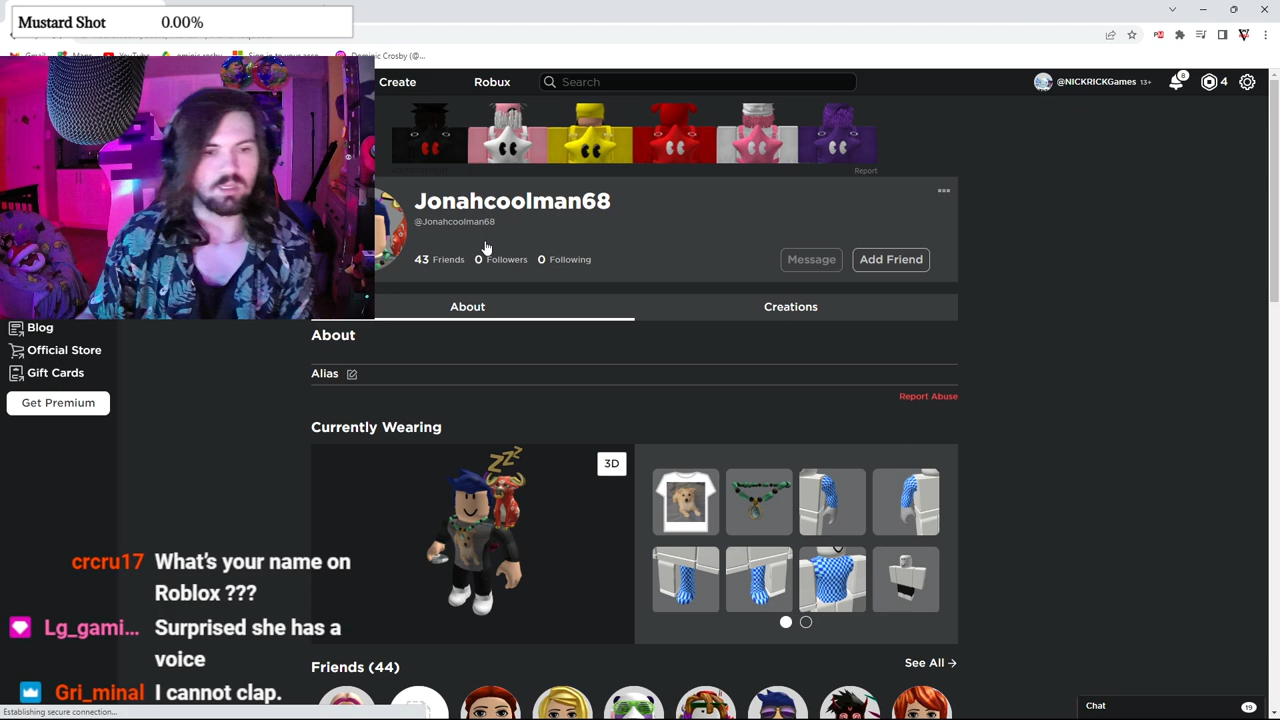 Mustard Shot 0.00%
Create Robux Search @NICKRICKGames 13+ 8 4
Report
Jonahcoolman68
@Jonahcoolman68
43 Friends 0 Followers 0 Following Message Add Friend
About Creations
About
Alias
Report Abuse
Blog
Official Store
Gift Cards
Get Premium
Currently Wearing
3D
crcru17 What's your name on
Roblox ???
Lg_gami... Surprised she has a
voice
Gri_minal I cannot clap.
Friends (44) See All →
Establishing secure connection...
Chat 19